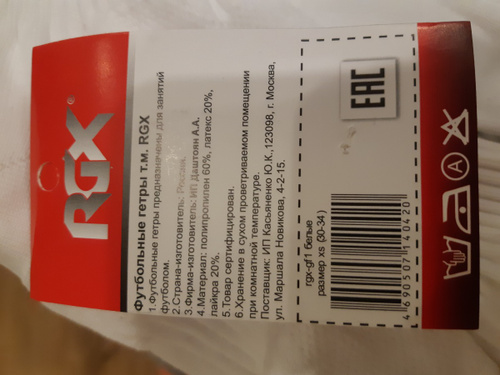 RGX®
Футбольные гетры т.м. RGX
1.Футбольные гетры предназначены для занятий
футболом.
2.Страна-изготовитель: Россия.
3.Фирма-изготовитель: ИП Даштоян А.А.
4.Материал: полипропилен 60%, латекс 20%,
лайкра 20%.
5.Товар сертифицирован.
6.Хранение в сухом проветриваемом помещении
при комнатной температуре.
Поставщик: ИП Касьяненко Ю.К.,123098, г. Москва,
ул. Маршала Новикова, 4-2-15.
EAC
rgx-gf1 белые
размер xs (30-34)
4690507140420
A